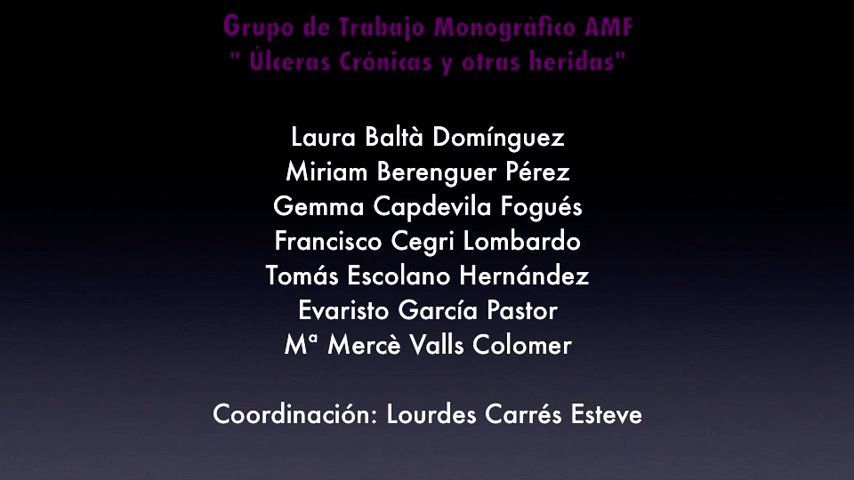 Grupo de Trabajo Monográfico AMF
" Úlceras Crónicas y otras heridas"
Laura Baltà Domínguez
Miriam Berenguer Pérez
Gemma Capdevila Fogués
Francisco Cegri Lombardo
Tomás Escolano Hernández
Evaristo García Pastor
Mª Mercè Valls Colomer
Coordinación: Lourdes Carrés Esteve